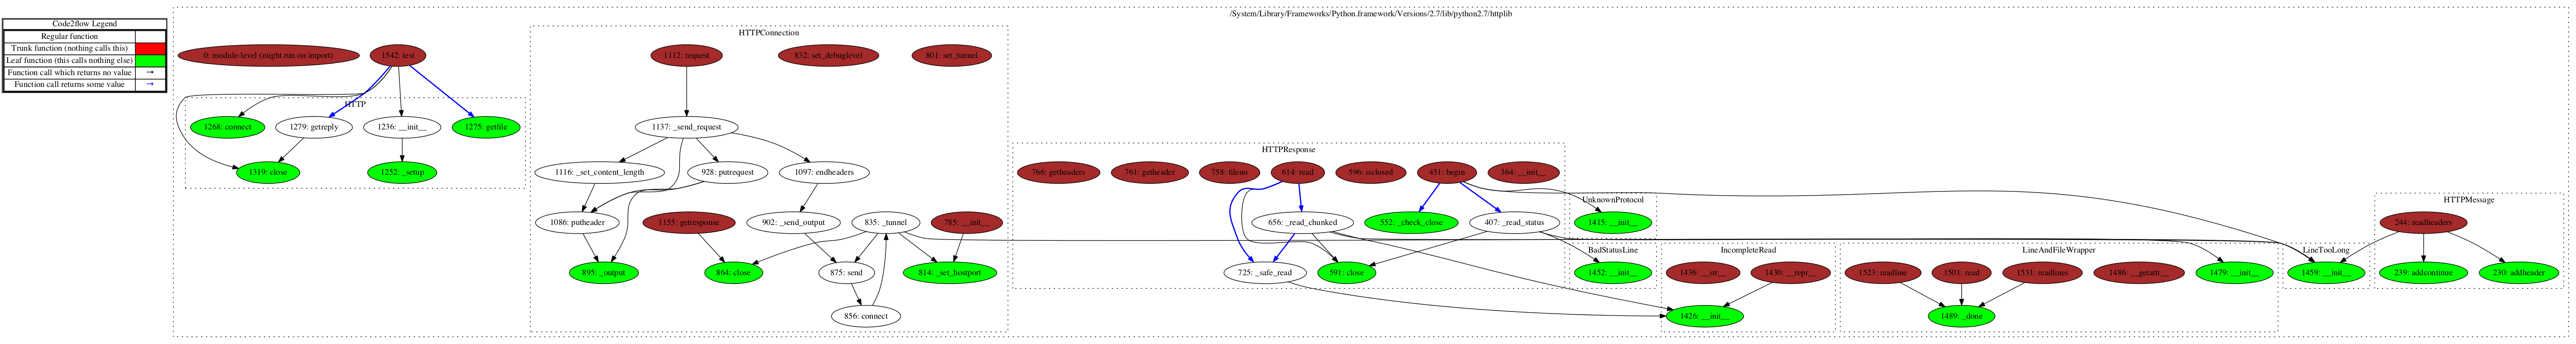 Code2flow Legend
Regular function
Trunk function (nothing calls this)
Leaf function (this calls nothing else)
Function call which returns no value →
Function call returns some value →
/System/Library/Frameworks/Python.framework/Versions/2.7/lib/python2.7/httplib
0: module-level (might run on import)
1542: test
HTTP
1268: connect
1279: getreply
1236: __init__
1275: getfile
1319: close
1252: _setup
HTTPConnection
1112: request
832: set_debuglevel
801: set_tunnel
1137: _send_request
1116: _set_content_length
928: putrequest
1097: endheaders
1086: putheader
1155: getresponse
902: _send_output
835: _tunnel
785: __init__
895: _output
864: close
875: send
814: _set_hostport
856: connect
HTTPResponse
766: getheaders
761: getheader
758: fileno
614: read
596: isclosed
451: begin
364: __init__
656: _read_chunked
552: _check_close
407: _read_status
725: _safe_read
591: close
UnknownProtocol
1415: __init__
BadStatusLine
1452: __init__
IncompleteRead
1436: __str__
1430: __repr__
1426: __init__
LineAndFileWrapper
1523: readline
1501: read
1531: readlines
1486: __getattr__
1479: __init__
1489: _done
LineTooLong
1459: __init__
HTTPMessage
244: readheaders
239: addcontinue
230: addheader